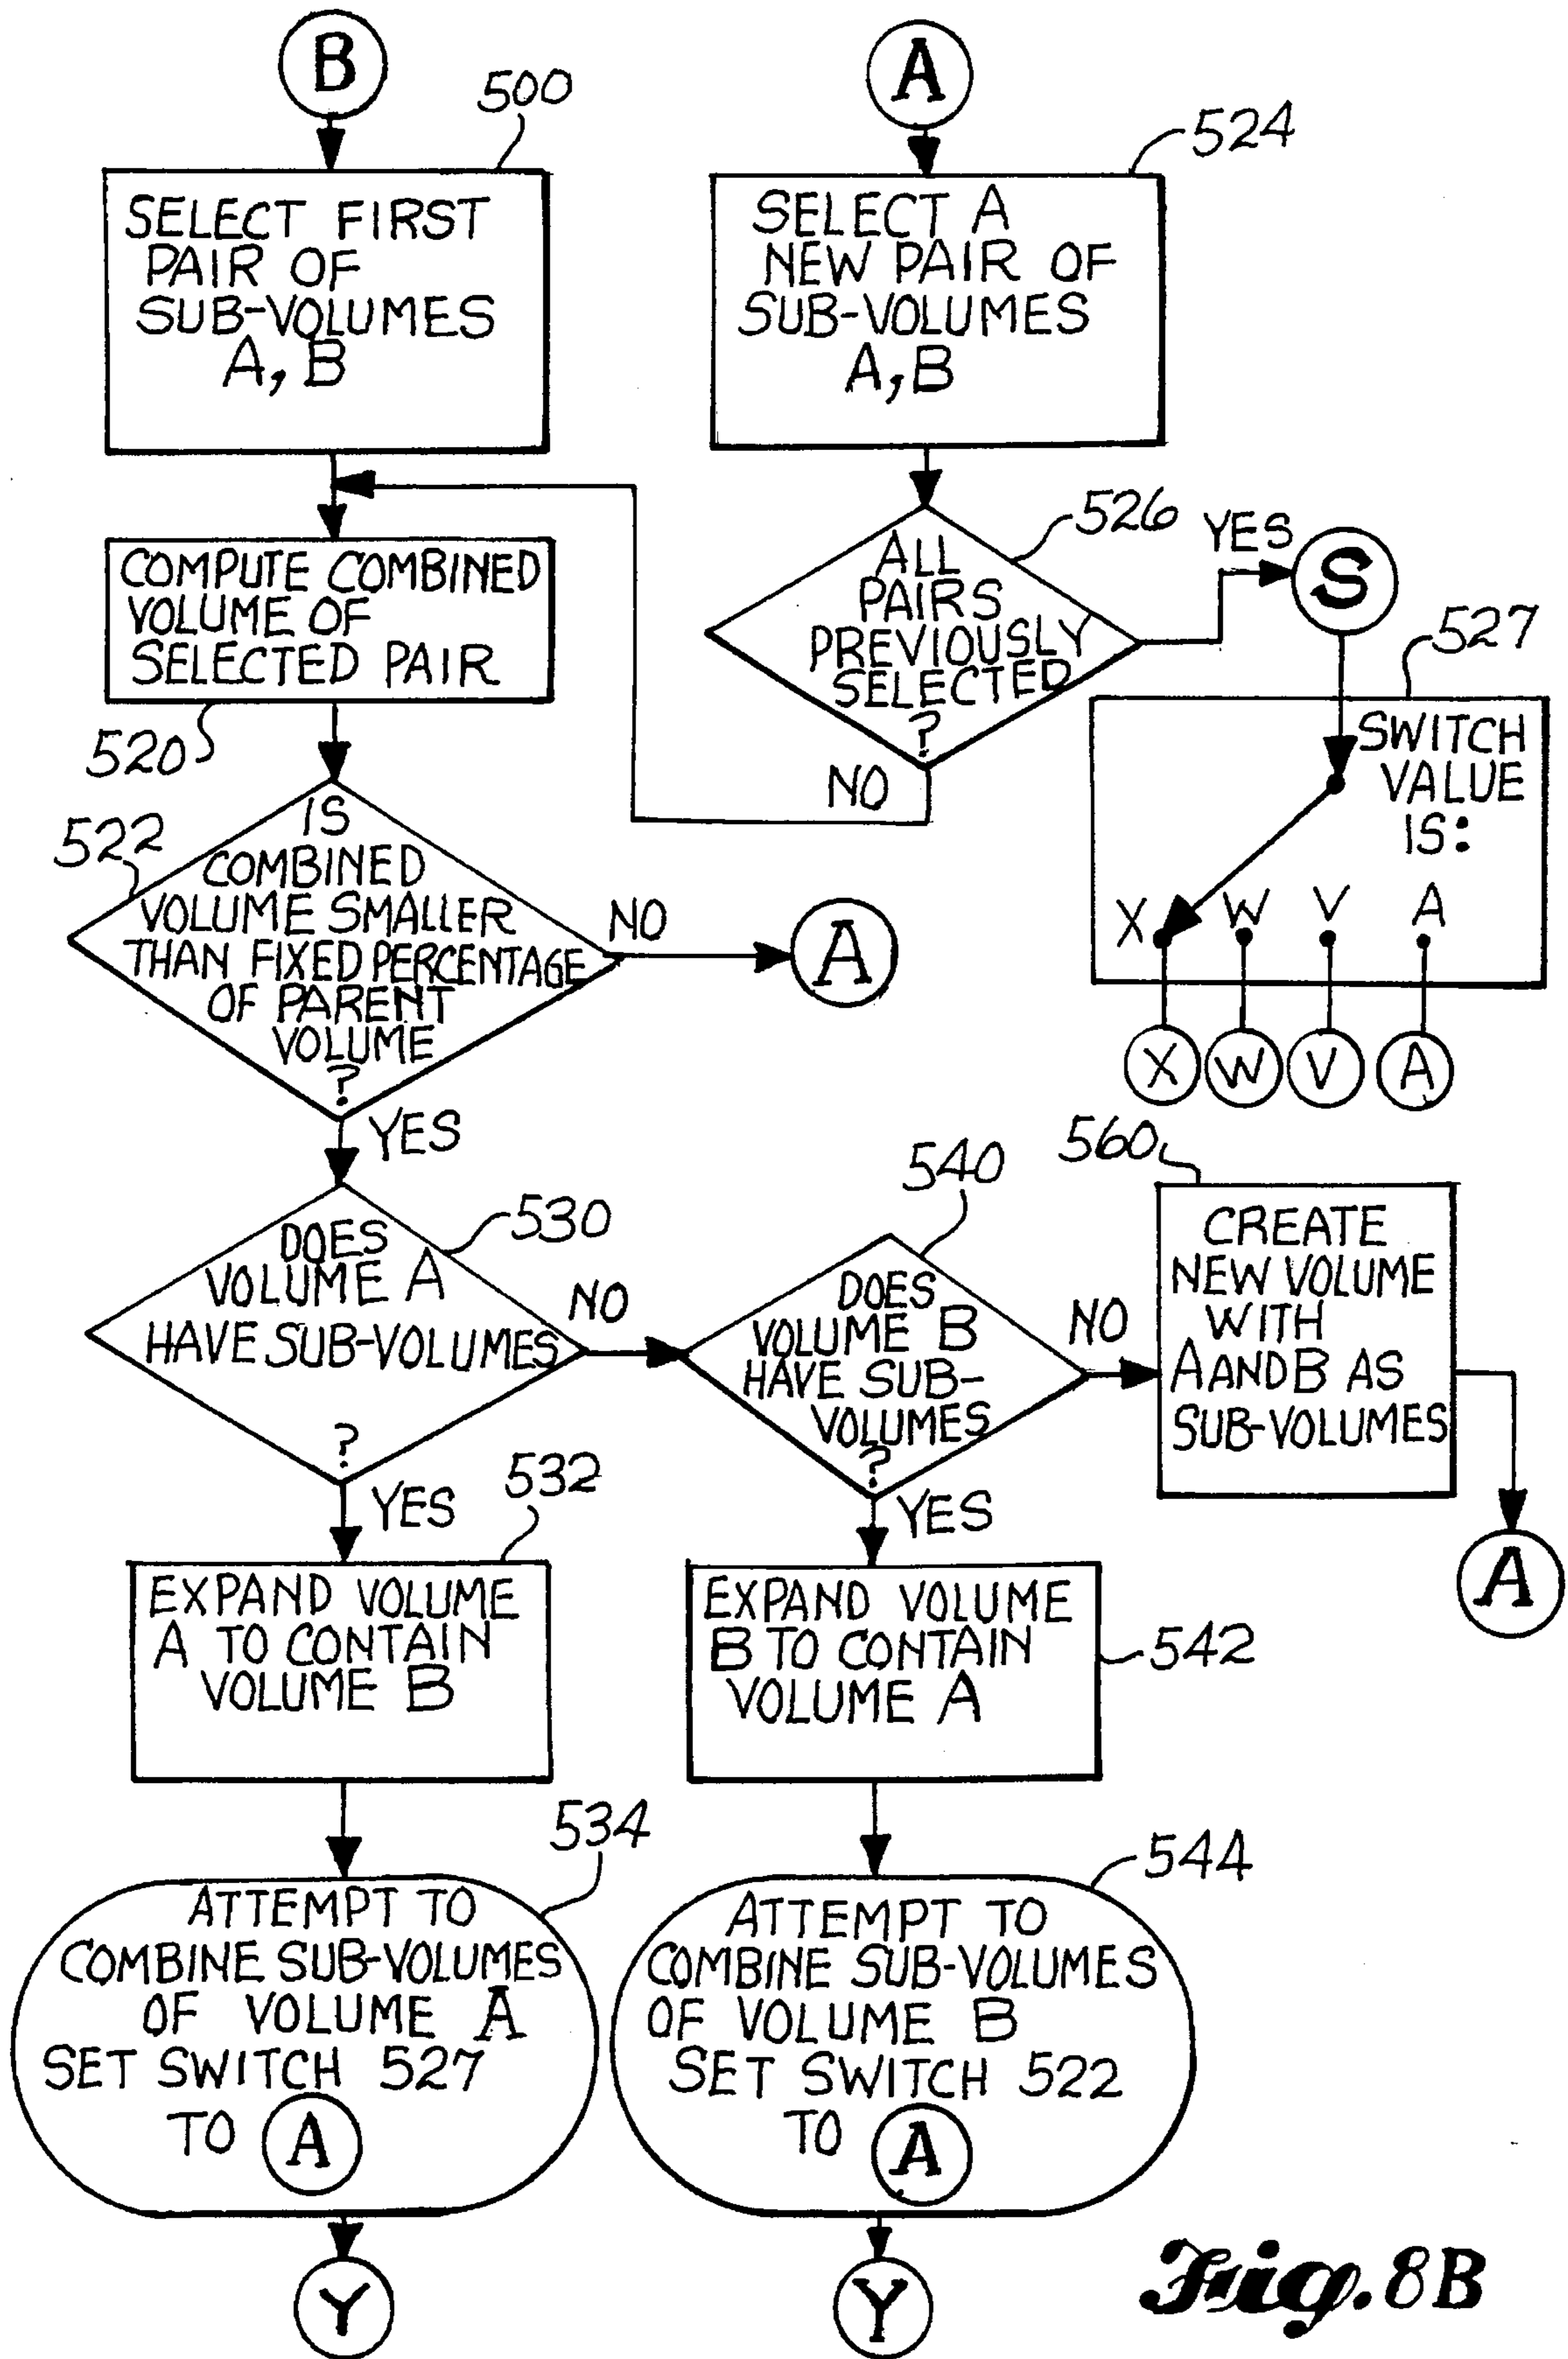 B
500
SELECT FIRST
PAIR OF
SUB-VOLUMES
A, B
A
524
SELECT A
NEW PAIR OF
SUB-VOLUMES
A, B
COMPUTE COMBINED
VOLUME OF
SELECTED PAIR
520
526
ALL
PAIRS
PREVIOUSLY
SELECTED
?
YES
NO
S
527
SWITCH
VALUE
IS:
X
W
V
A
X
W
V
A
522
IS
COMBINED
VOLUME SMALLER
THAN FIXED PERCENTAGE
OF PARENT
VOLUME
?
NO
A
YES
530
DOES
VOLUME A
HAVE SUB-VOLUMES
?
NO
YES
540
DOES
VOLUME B
HAVE SUB-
VOLUMES
?
NO
YES
560
CREATE
NEW VOLUME
WITH
A AND B AS
SUB-VOLUMES
A
532
EXPAND VOLUME
A TO CONTAIN
VOLUME B
EXPAND VOLUME
B TO CONTAIN
VOLUME A
542
534
ATTEMPT TO
COMBINE SUB-VOLUMES
OF VOLUME A
SET SWITCH 527
TO A
Y
544
ATTEMPT TO
COMBINE SUB-VOLUMES
OF VOLUME B
SET SWITCH 522
TO A
Y
Fig. 8B